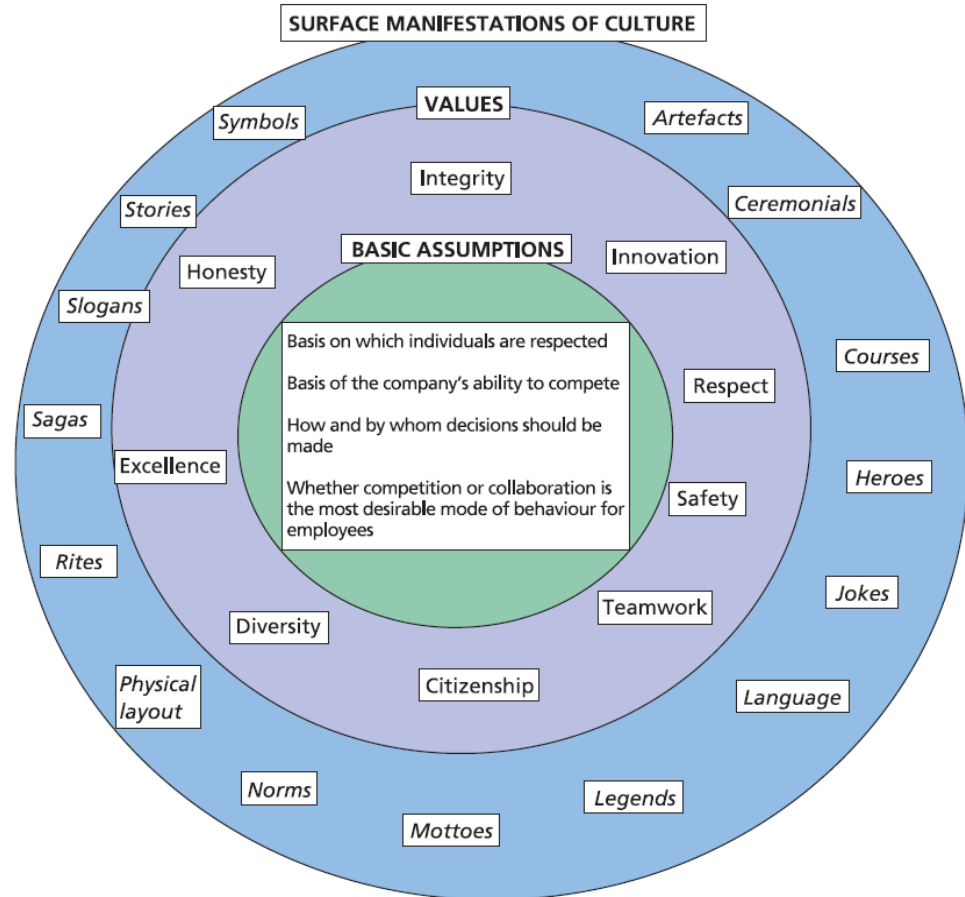 SURFACE MANIFESTATIONS OF CULTURE
VALUES
Artefacts
Symbols
Integrity
Ceremonials
Stories
BASIC ASSUMPTIONS
Innovation
Honesty
Slogans
Basis on which individuals are respected
Courses
Basis of the company's ability to compete
Respect
Sagas
How and by whom decisions should be
made
Excellence
Heroes
Whether competition or collaboration is
the most desirable mode of behaviour for
employees
Safety
Rites
Jokes
Teamwork
Diversity
Physical
layout
Citizenship
Language
Norms
Legends
Mottoes